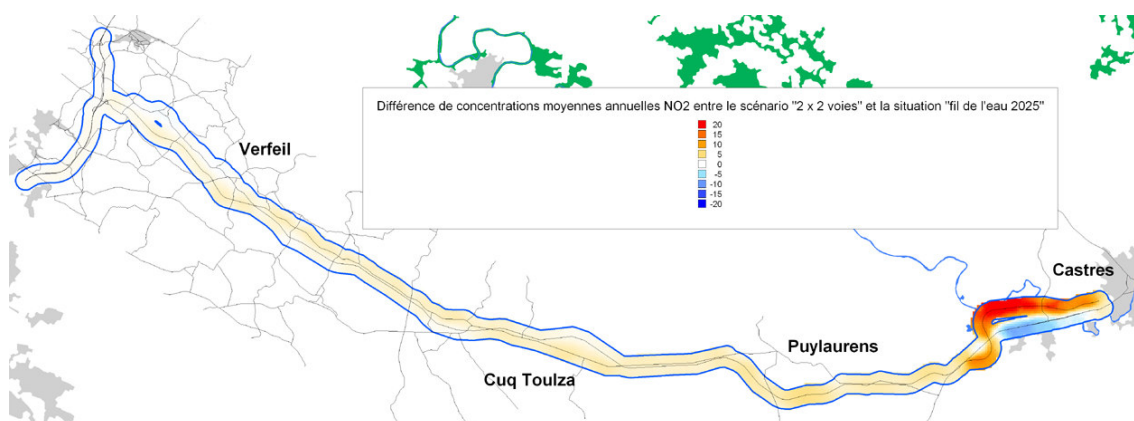 Différence de concentrations moyennes annuelles NO2 entre le scénario "2 x 2 voies" et la situation "fil de l'eau 2025"
20
15
10
5
0
-5
-10
-15
-20
Verfeil
Castres
Puylaurens
Cuq Toulza